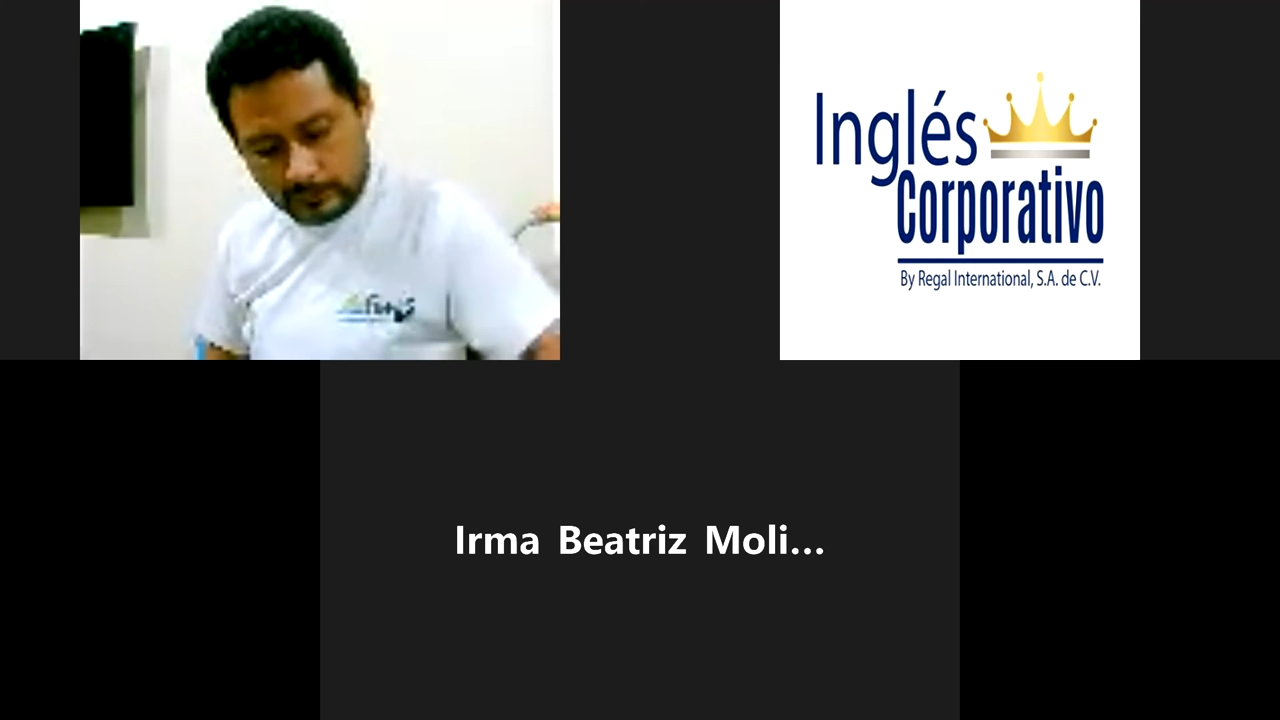 Inglés
Corporativo
By Regal International, S.A. de C.V.
Irma Beatriz Moli...